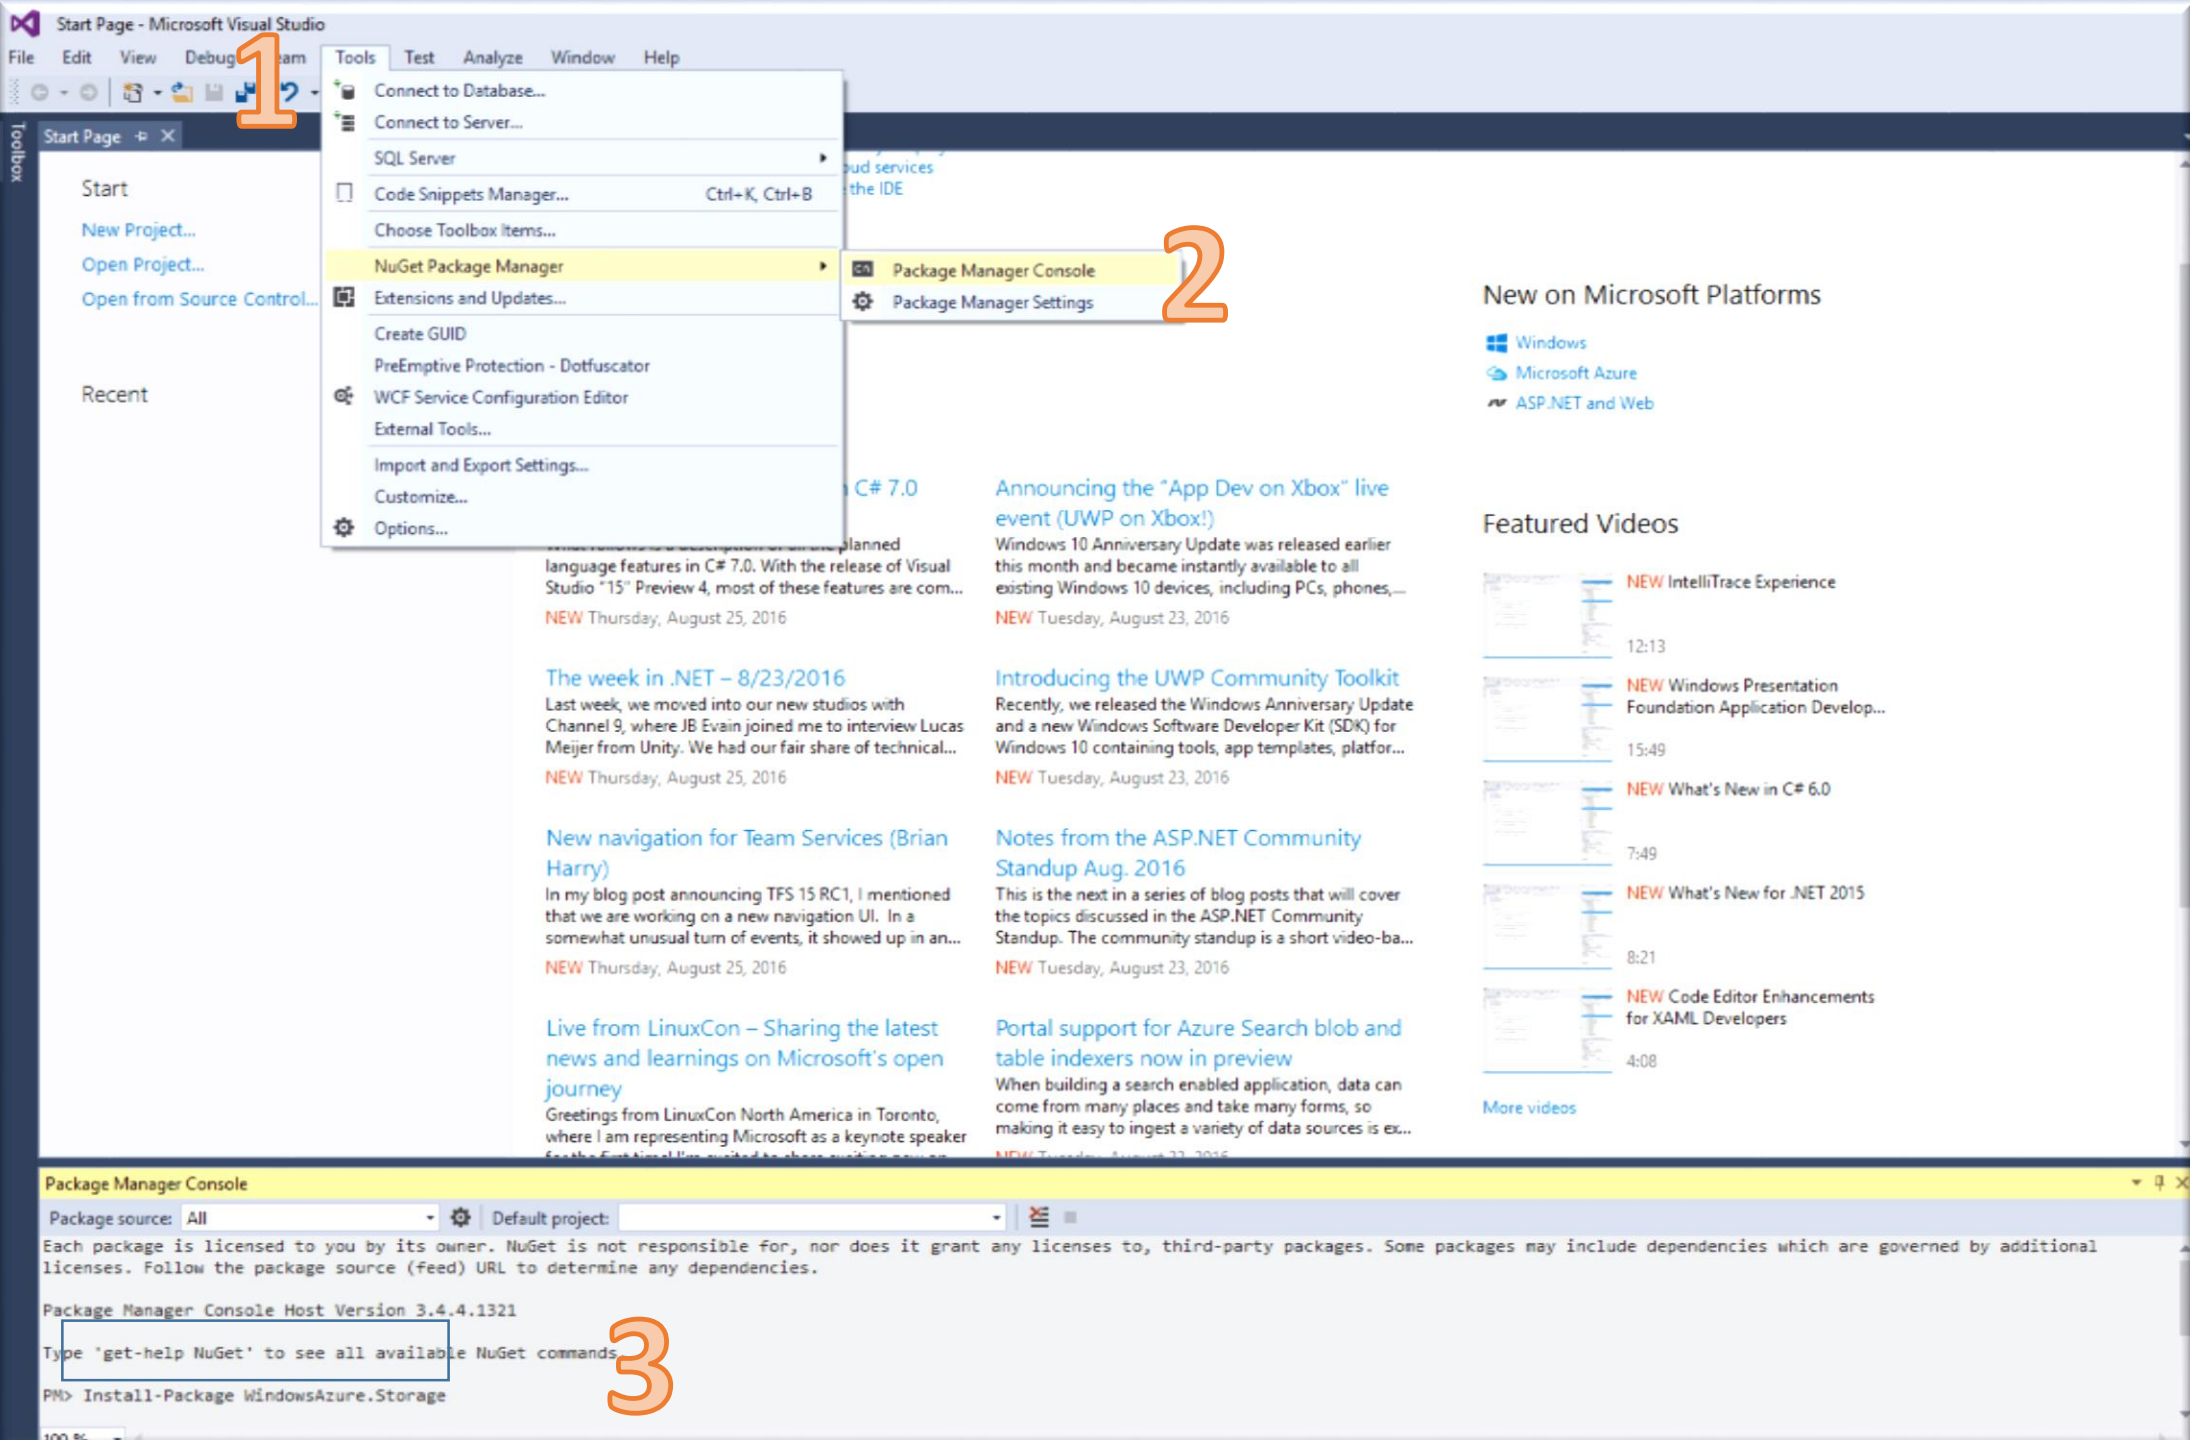 Start Page - Microsoft Visual Studio
File Edit View Debug Tools Test Analyze Window Help
1
Toolbox
Start Page
Connect to Database...
Connect to Server...
SQL Server
Code Snippets Manager... Ctrl+K, Ctrl+B
Choose Toolbox Items...
NuGet Package Manager
Extensions and Updates...
Create GUID
PreEmptive Protection - Dotfuscator
WCF Service Configuration Editor
External Tools...
Import and Export Settings...
Customize...
Options...
Package Manager Console
Package Manager Settings
2
Start
New Project...
Open Project...
Open from Source Control...
Recent
services
the IDE
C# 7.0
planned
language features in C# 7.0. With the release of Visual
Studio "15" Preview 4, most of these features are com...
NEW Thursday, August 25, 2016
The week in .NET – 8/23/2016
Last week, we moved into our new studios with
Channel 9, where JB Evain joined me to interview Lucas
Meijer from Unity. We had our fair share of technical...
NEW Thursday, August 25, 2016
New navigation for Team Services (Brian
Harry)
In my blog post announcing TFS 15 RC1, I mentioned
that we are working on a new navigation UI. In a
somewhat unusual turn of events, it showed up in an...
NEW Thursday, August 25, 2016
Live from LinuxCon – Sharing the latest
news and learnings on Microsoft's open
journey
Greetings from LinuxCon North America in Toronto,
where I am representing Microsoft as a keynote speaker
Announcing the "App Dev on Xbox" live
event (UWP on Xbox!)
Windows 10 Anniversary Update was released earlier
this month and became instantly available to all
existing Windows 10 devices, including PCs, phones,...
NEW Tuesday, August 23, 2016
Introducing the UWP Community Toolkit
Recently, we released the Windows Anniversary Update
and a new Windows Software Developer Kit (SDK) for
Windows 10 containing tools, app templates, platfor...
NEW Tuesday, August 23, 2016
Notes from the ASP.NET Community
Standup Aug. 2016
This is the next in a series of blog posts that will cover
the topics discussed in the ASP.NET Community
Standup. The community standup is a short video-ba...
NEW Tuesday, August 23, 2016
Portal support for Azure Search blob and
table indexers now in preview
When building a search enabled application, data can
come from many places and take many forms, so
making it easy to ingest a variety of data sources is ex...
New on Microsoft Platforms
Windows
Microsoft Azure
ASP.NET and Web
Featured Videos
NEW IntelliTrace Experience
12:13
NEW Windows Presentation
Foundation Application Develop...
15:49
NEW What's New in C# 6.0
7:49
NEW What's New for .NET 2015
8:21
NEW Code Editor Enhancements
for XAML Developers
4:08
More videos
Package Manager Console
Package source: All Default project:
Each package is licensed to you by its owner. NuGet is not responsible for, nor does it grant any licenses to, third-party packages. Some packages may include dependencies which are governed by additional
licenses. Follow the package source (feed) URL to determine any dependencies.
Package Manager Console Host Version 3.4.4.1321
Type 'get-help NuGet' to see all available NuGet commands
3
PM> Install-Package WindowsAzure.Storage
100 %